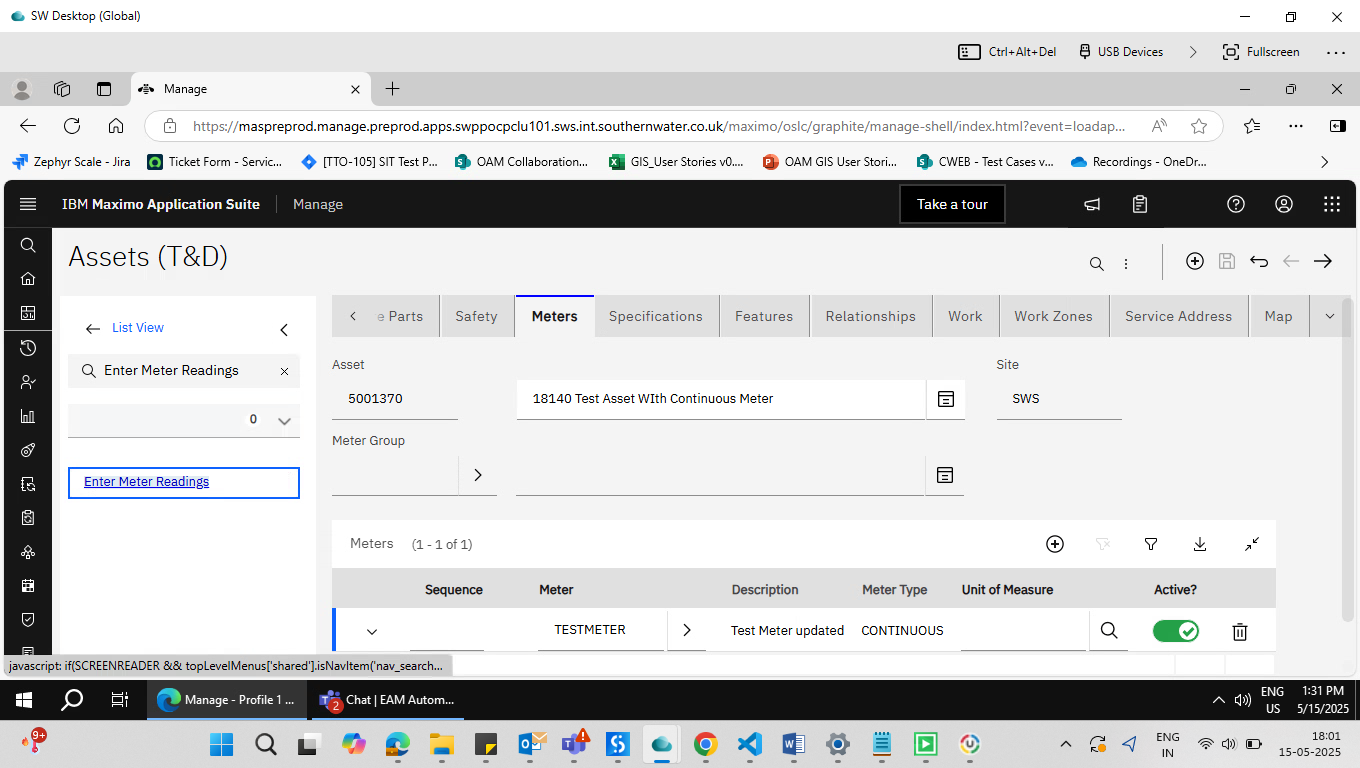 SW Desktop (Global)
Ctrl+Alt+Del USB Devices Fullscreen
Manage
https://maspreprod.manage.preprod.apps.swppocpclu101.sws.int.southernwater.co.uk/maximo/oslc/graphite/manage-shell/index.html?event=loadap...
Zephyr Scale - Jira Ticket Form - Servic... [TTO-105] SIT Test P... OAM Collaboration... GIS_User Stories v0.... OAM GIS User Stori... CWEB - Test Cases v... Recordings - OneDr...
IBM Maximo Application Suite Manage Take a tour
Assets (T&D)
List View
Enter Meter Readings
0
Enter Meter Readings
e Parts Safety Meters Specifications Features Relationships Work Work Zones Service Address Map
Asset Site
5001370 18140 Test Asset WIth Continuous Meter SWS
Meter Group
Meters (1 - 1 of 1)
Sequence Meter Description Meter Type Unit of Measure Active?
TESTMETER Test Meter updated CONTINUOUS
javascript: if(SCREENREADER && topLevelMenus['shared'].isNavItem('nav_search...
Manage - Profile 1 ... 2 Chat | EAM Autom... ENG US 1:31 PM 5/15/2025
9+ ENG IN 18:01 15-05-2025